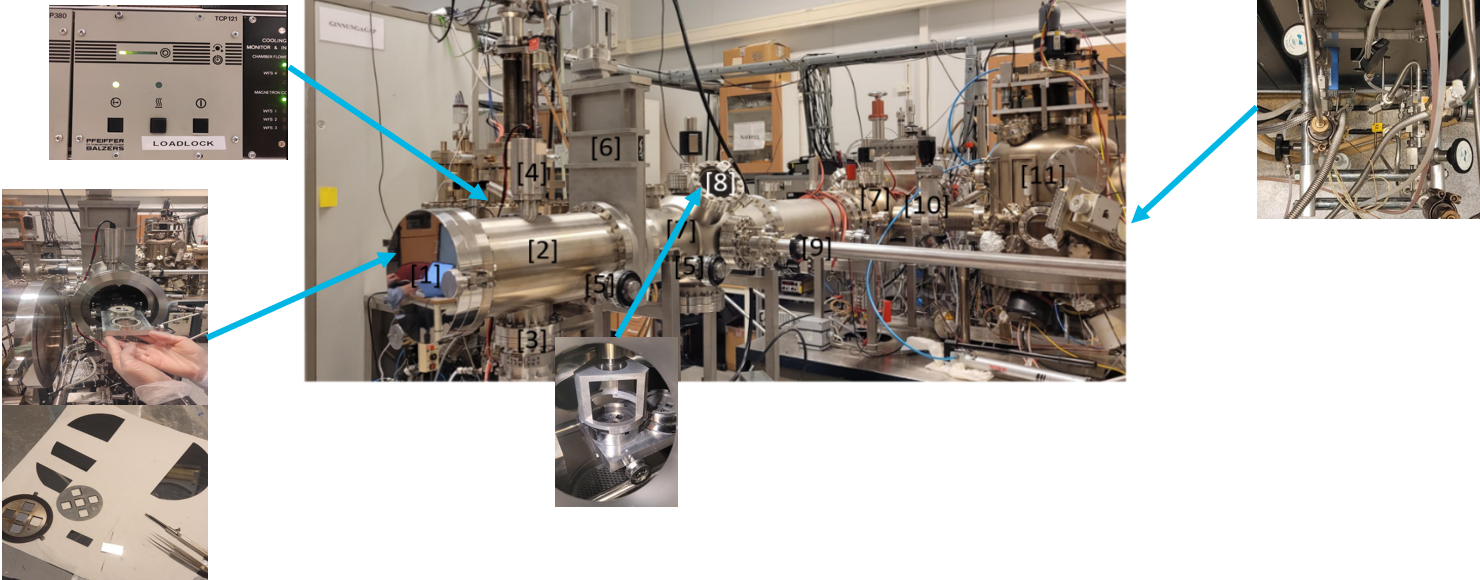 P380
TCP121
COOLING
MONITOR & IN
CHAMBER FLOW
WFS 4
MAGNETRON CC
WFS 1
WFS 2
WFS 3
PFEIFFER
BALZERS
LOADLOCK
GINNUNGAGAP
[1]
[2]
[3]
[4]
[5]
[5]
[6]
[7]
[7]
[8]
[9]
[10]
[11]